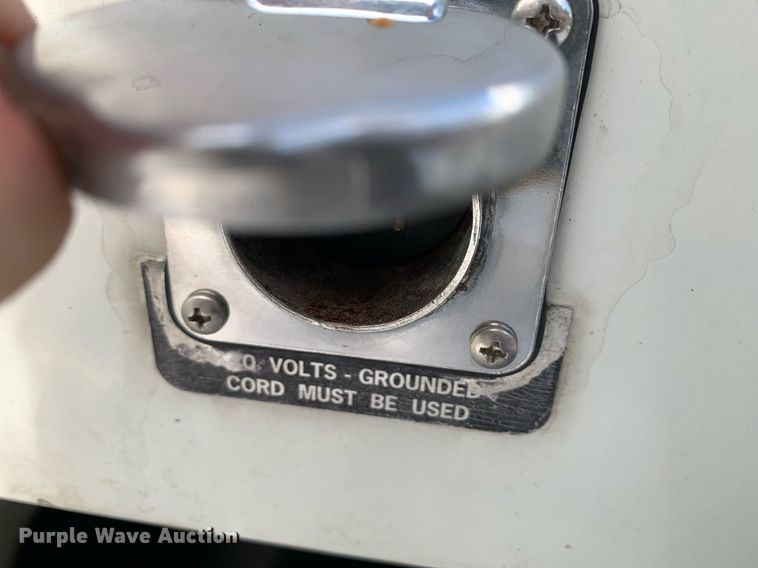 0 VOLTS - GROUNDED
CORD MUST BE USED
Purple Wave Auction